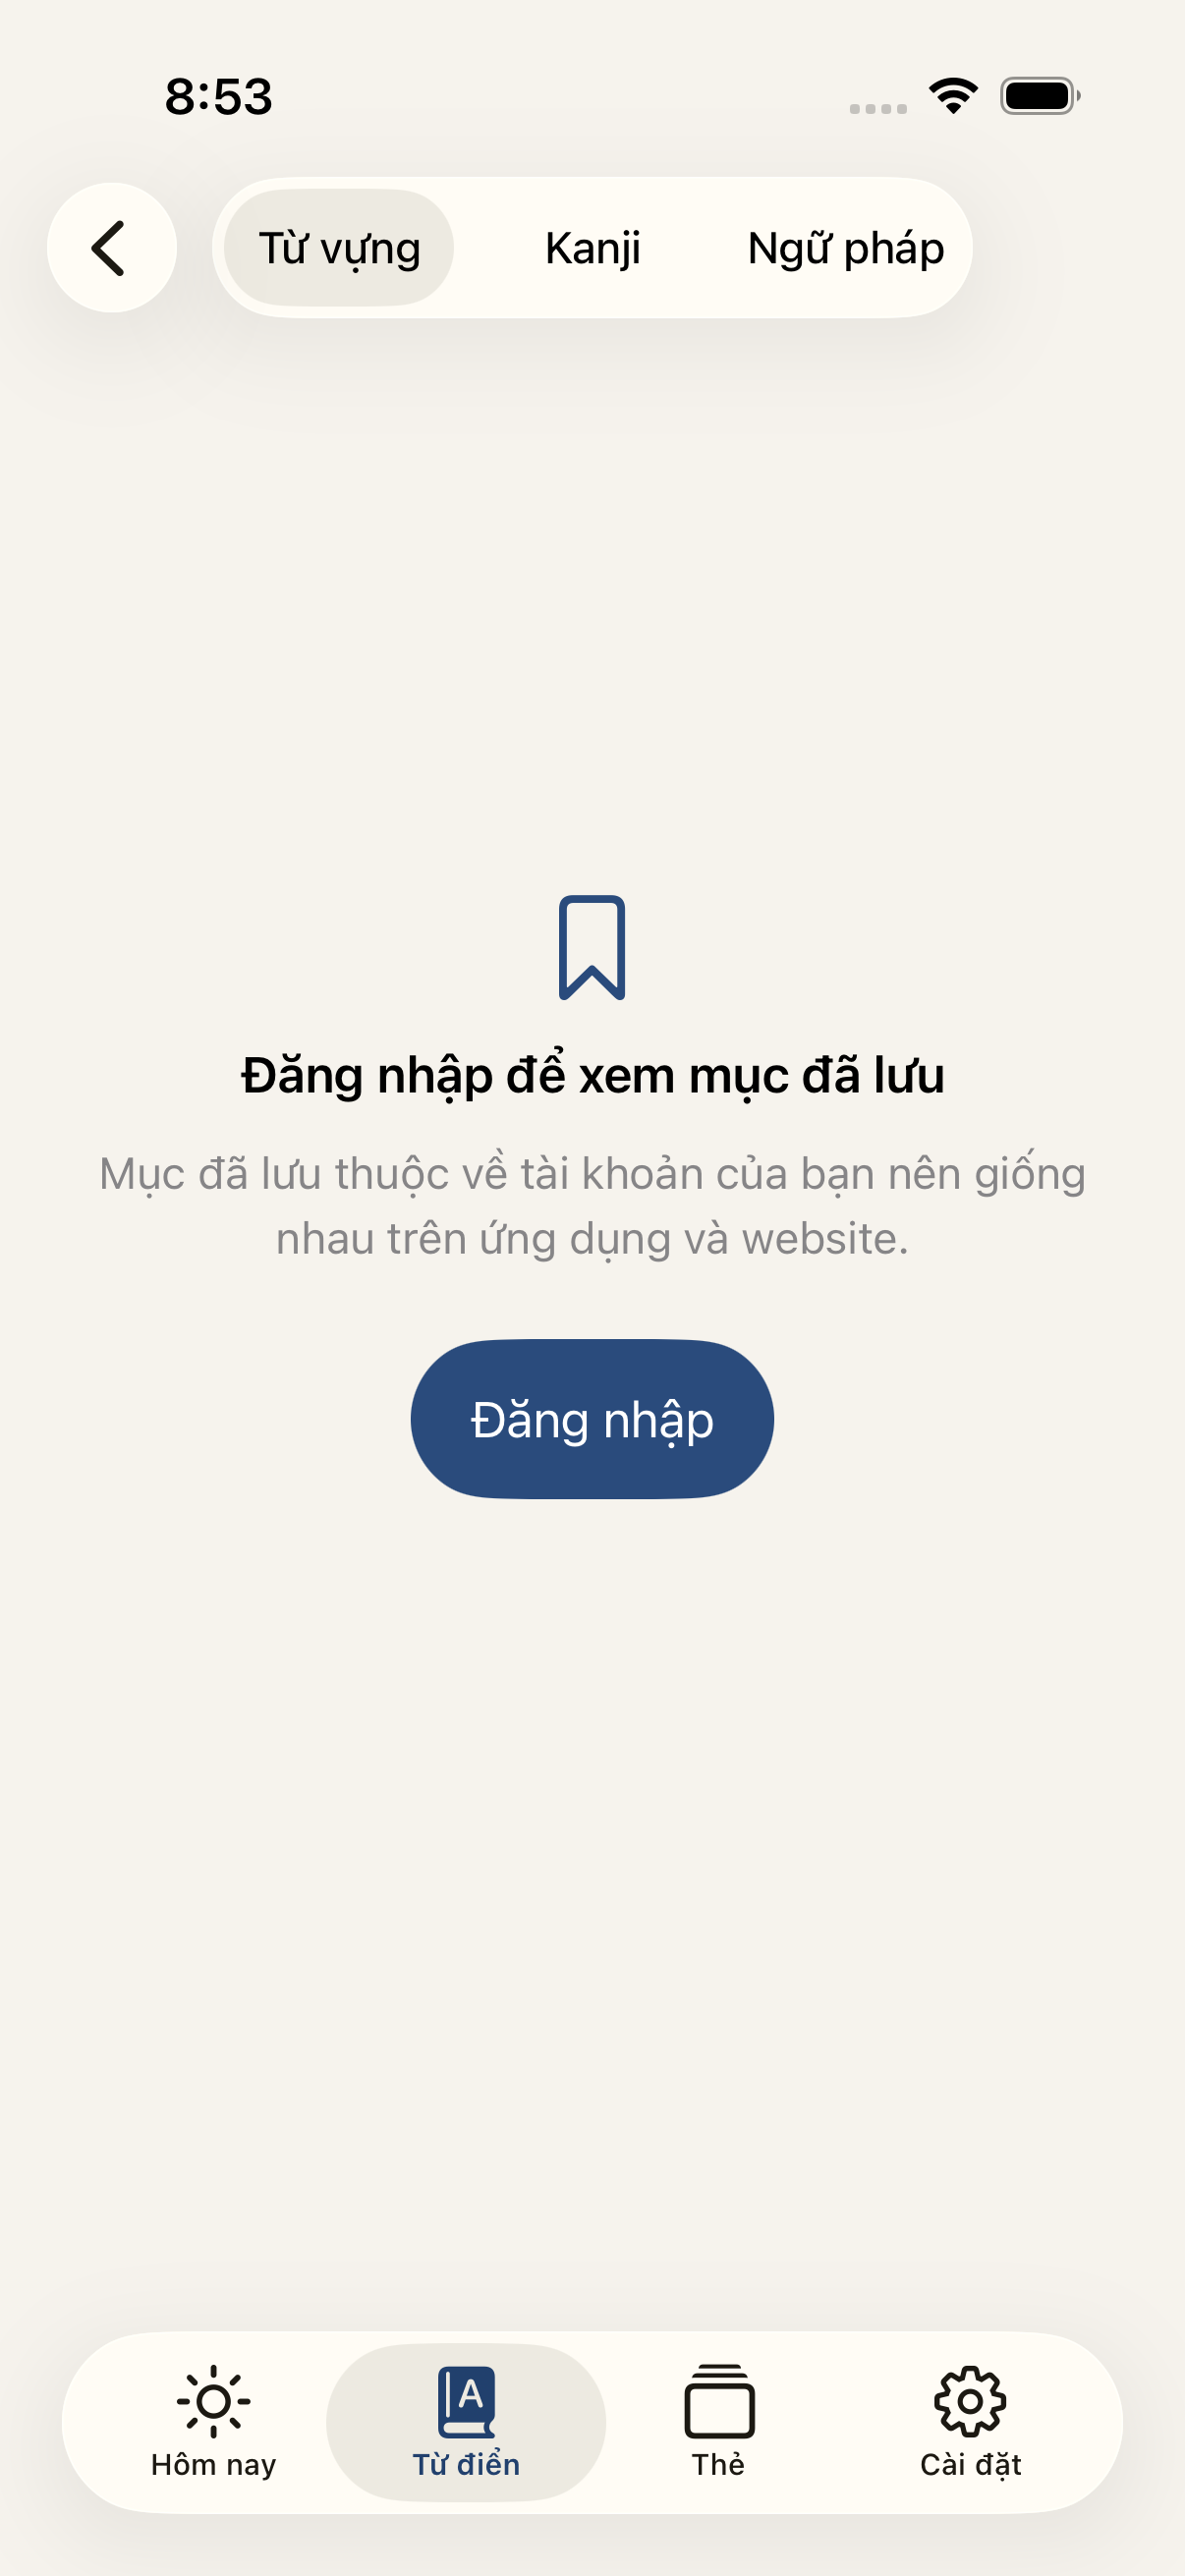 8:53
Từ vựng
Kanji
Ngữ pháp
Đăng nhập để xem mục đã lưu
Mục đã lưu thuộc về tài khoản của bạn nên giống
nhau trên ứng dụng và website.
Đăng nhập
A
Hôm nay
Từ điển
Thẻ
Cài đặt